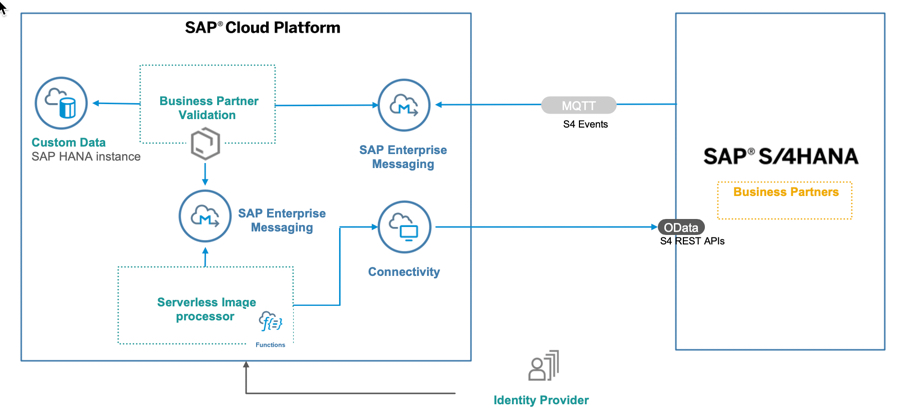 SAP® Cloud Platform
Business Partner
Validation
Custom Data
SAP HANA instance
SAP Enterprise
Messaging
MQTT
S4 Events
SAP® S/4HANA
Business Partners
SAP Enterprise
Messaging
OData
S4 REST APIs
Connectivity
Serverless Image
processor
f(Ξ)
Functions
Identity Provider